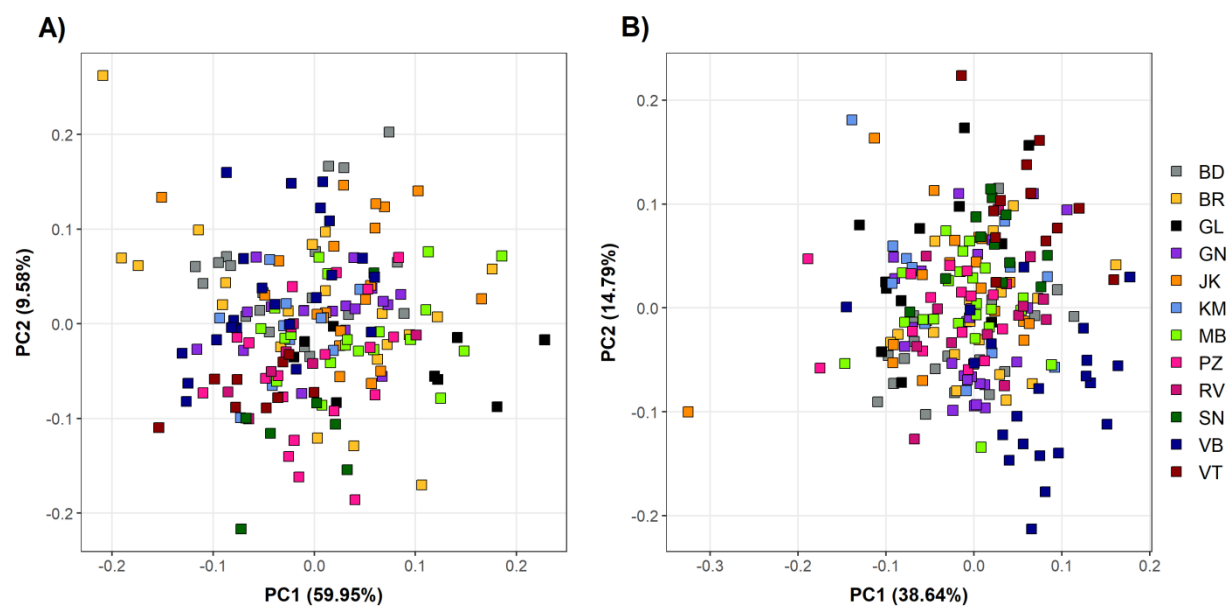 A)
0.2
0.1
0.0
-0.1
-0.2
PC2 (9.58%)
-0.2
-0.1
0.0
0.1
0.2
PC1 (59.95%)
B)
0.2
0.1
0.0
-0.1
-0.2
PC2 (14.79%)
-0.3
-0.2
-0.1
0.0
0.1
0.2
PC1 (38.64%)
BD
BR
GL
GN
JK
KM
MB
PZ
RV
SN
VB
VT